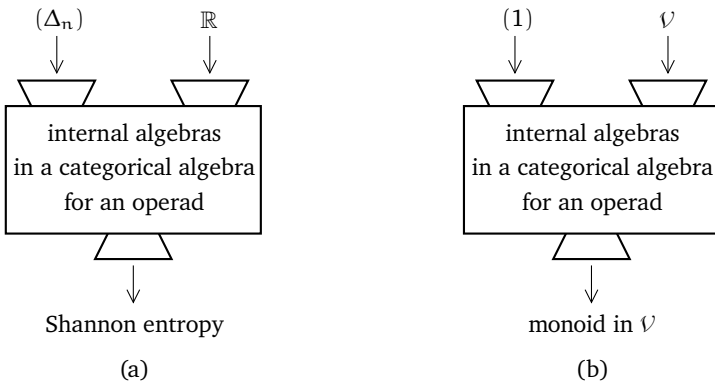 (Δₙ) ℝ (1) 𝒱
internal algebras internal algebras
in a categorical algebra in a categorical algebra
for an operad for an operad
Shannon entropy monoid in 𝒱
(a) (b)